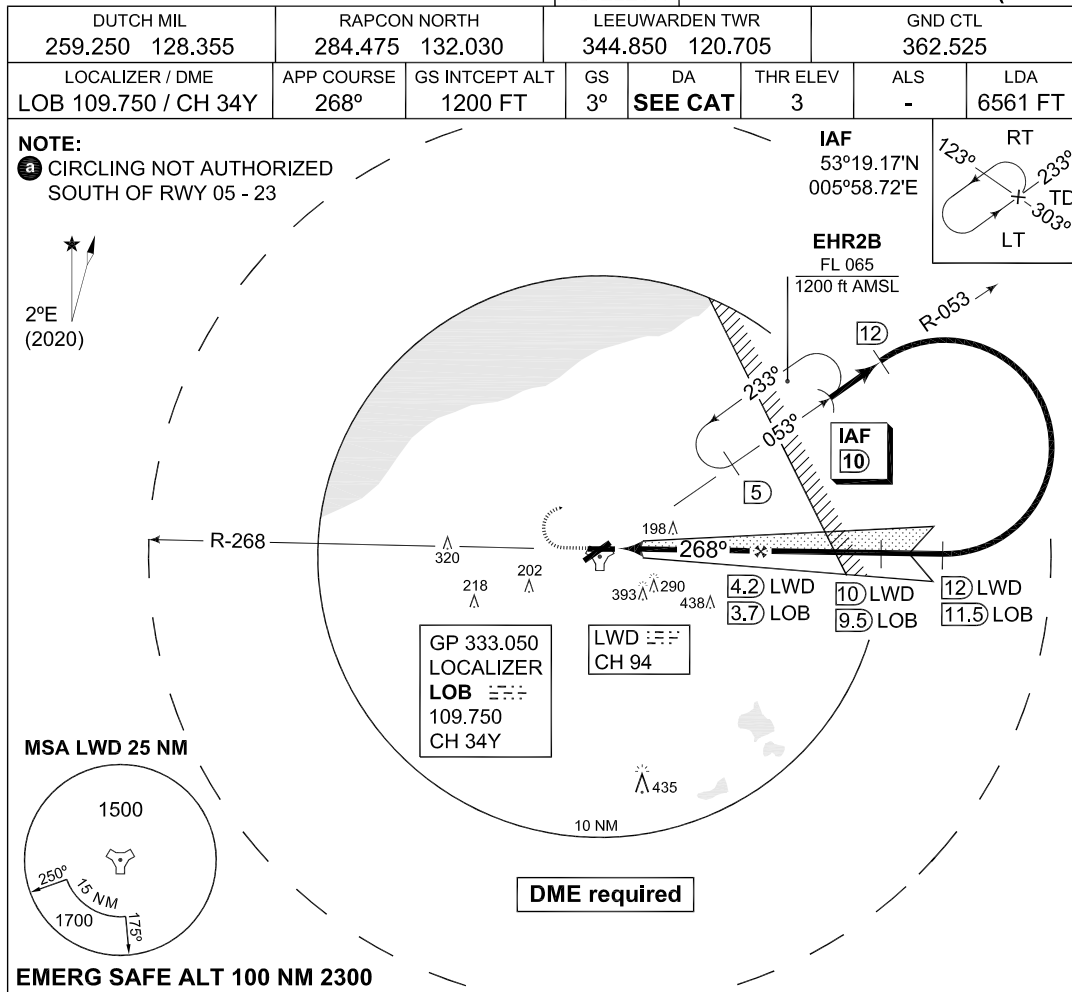 DUTCH MIL
259.250 128.355
RAPCON NORTH
284.475 132.030
LEEUWARDEN TWR
344.850 120.705
GND CTL
362.525
LOCALIZER / DME
LOB 109.750 / CH 34Y
APP COURSE
268º
GS INTCEPT ALT
1200 FT
GS
3º
DA
SEE CAT
THR ELEV
3
ALS
-
LDA
6561 FT
NOTE:
a CIRCLING NOT AUTHORIZED
SOUTH OF RWY 05 - 23
IAF
53º19.17'N
005º58.72'E
RT
123º
233º
TD
303º
LT
2ºE
(2020)
EHR2B
FL 065
1200 ft AMSL
R-053
12
233º
053º
IAF
10
5
R-268
320
198
268º
218
202
393
290
438
4.2 LWD
3.7 LOB
10 LWD
9.5 LOB
12 LWD
11.5 LOB
GP 333.050
LOCALIZER
LOB
109.750
CH 34Y
LWD
CH 94
435
10 NM
MSA LWD 25 NM
1500
250º
15 NM
1700
175º
DME required
EMERG SAFE ALT 100 NM 2300